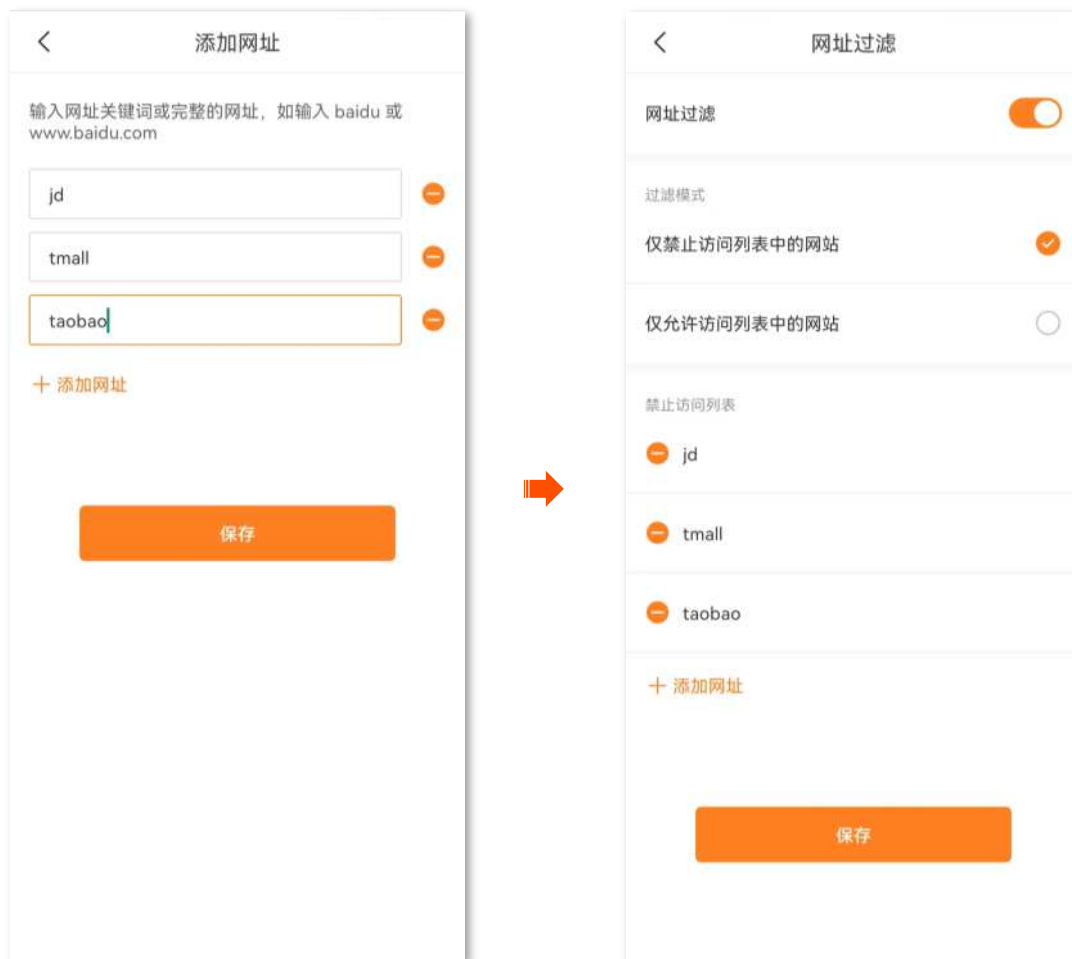 添加网址
输入网址关键词或完整的网址，如输入 baidu 或
www.baidu.com
jd
tmall
taobao
添加网址
保存
网址过滤
网址过滤
过滤模式
仅禁止访问列表中的网站
仅允许访问列表中的网站
禁止访问列表
jd
tmall
taobao
添加网址
保存